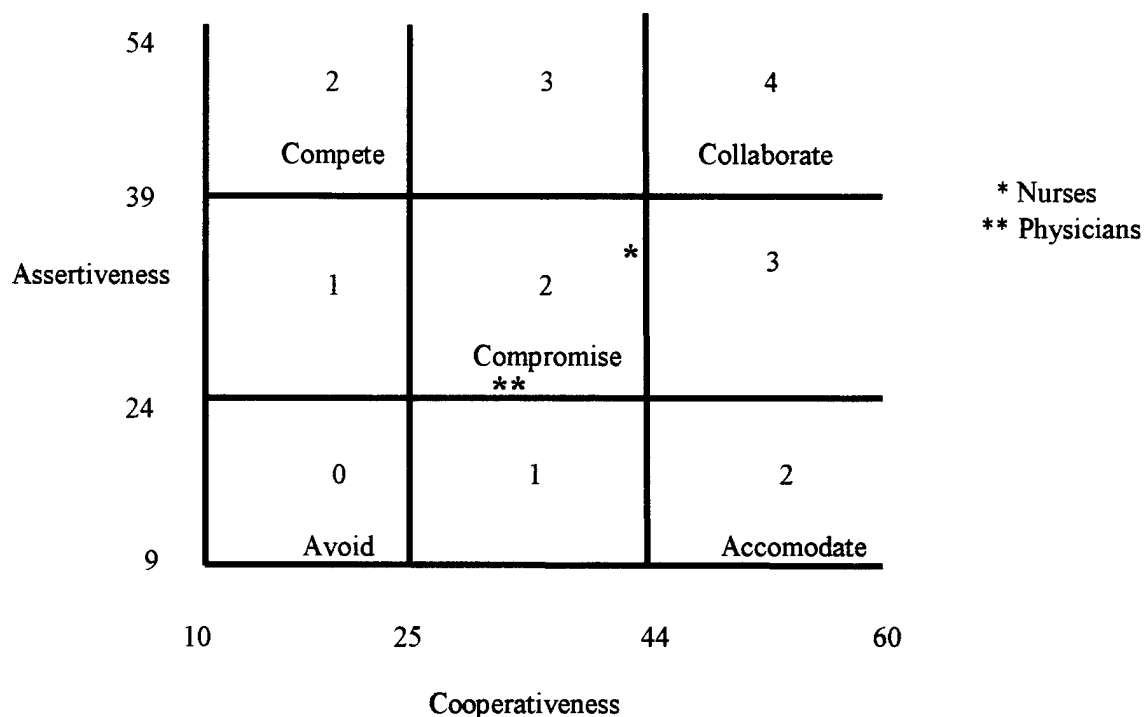 54
2 3 4
Compete Collaborate
39
* Nurses
** Physicians
*
Assertiveness 1 2 3
Compromise
**
24
0 1 2
Avoid Accomodate
9
10 25 44 60
Cooperativeness